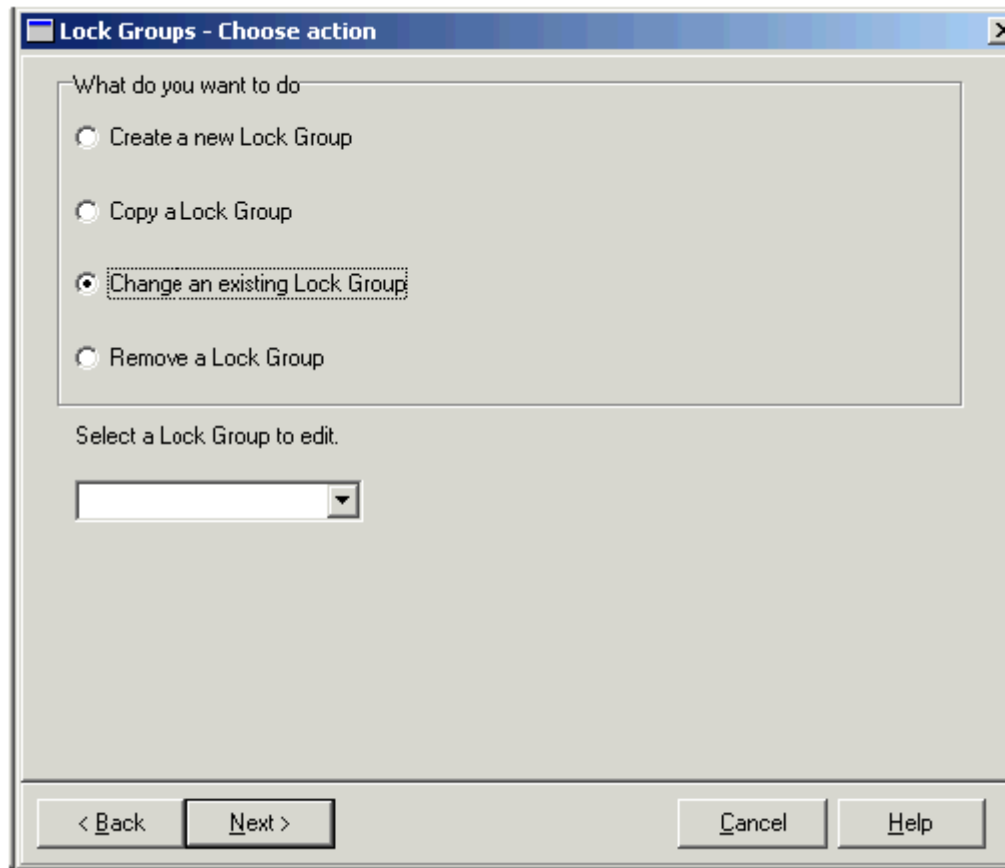 Lock Groups - Choose action
What do you want to do
Create a new Lock Group
Copy a Lock Group
Change an existing Lock Group
Remove a Lock Group
Select a Lock Group to edit.
< Back Next > Cancel Help